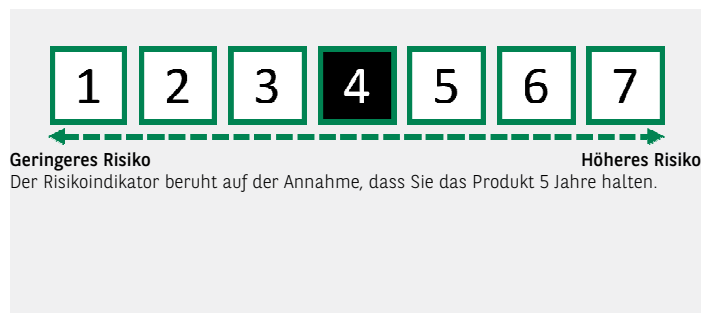 1 2 3 4 5 6 7
Geringeres Risiko Höheres Risiko
Der Risikoindikator beruht auf der Annahme, dass Sie das Produkt 5 Jahre halten.